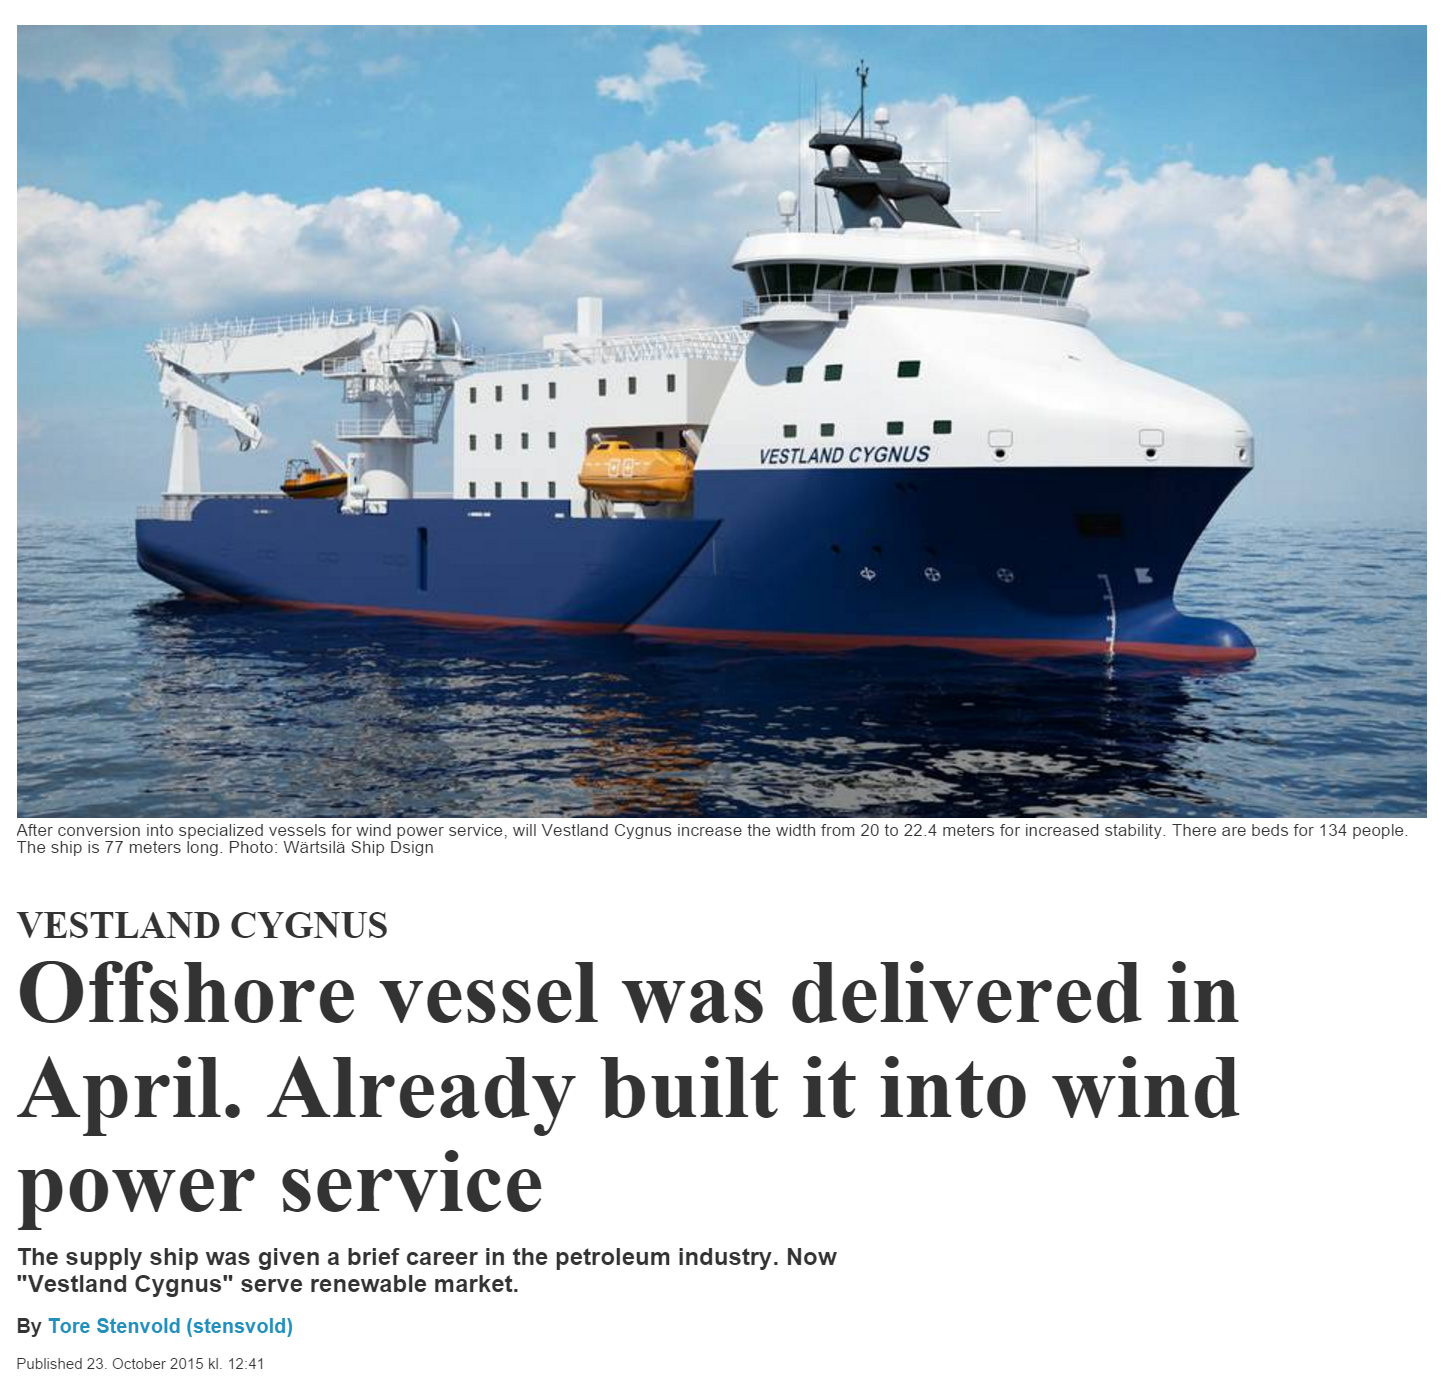 VESTLAND CYGNUS
After conversion into specialized vessels for wind power service, will Vestland Cygnus increase the width from 20 to 22.4 meters for increased stability. There are beds for 134 people.
The ship is 77 meters long. Photo: Wärtsilä Ship Dsign
VESTLAND CYGNUS
Offshore vessel was delivered in
April. Already built it into wind
power service
The supply ship was given a brief career in the petroleum industry. Now
"Vestland Cygnus" serve renewable market.
By Tore Stenvold (stensvold)
Published 23. October 2015 kl. 12:41